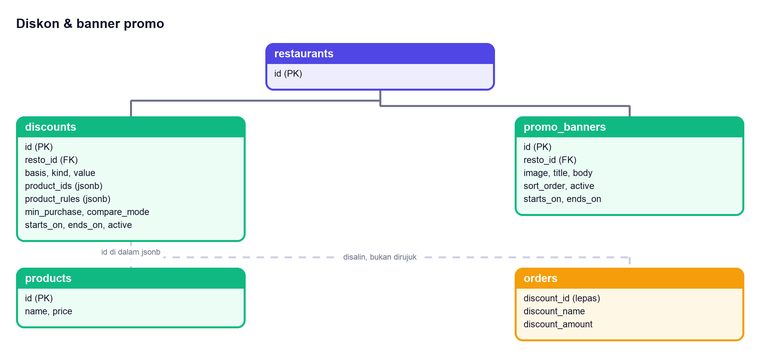 Diskon & banner promo
restaurants
id (PK)
discounts
id (PK)
resto_id (FK)
basis, kind, value
product_ids (jsonb)
product_rules (jsonb)
min_purchase, compare_mode
starts_on, ends_on, active
promo_banners
id (PK)
resto_id (FK)
image, title, body
sort_order, active
starts_on, ends_on
id di dalam jsonb
disalin, bukan dirujuk
products
id (PK)
name, price
orders
discount_id (lepas)
discount_name
discount_amount